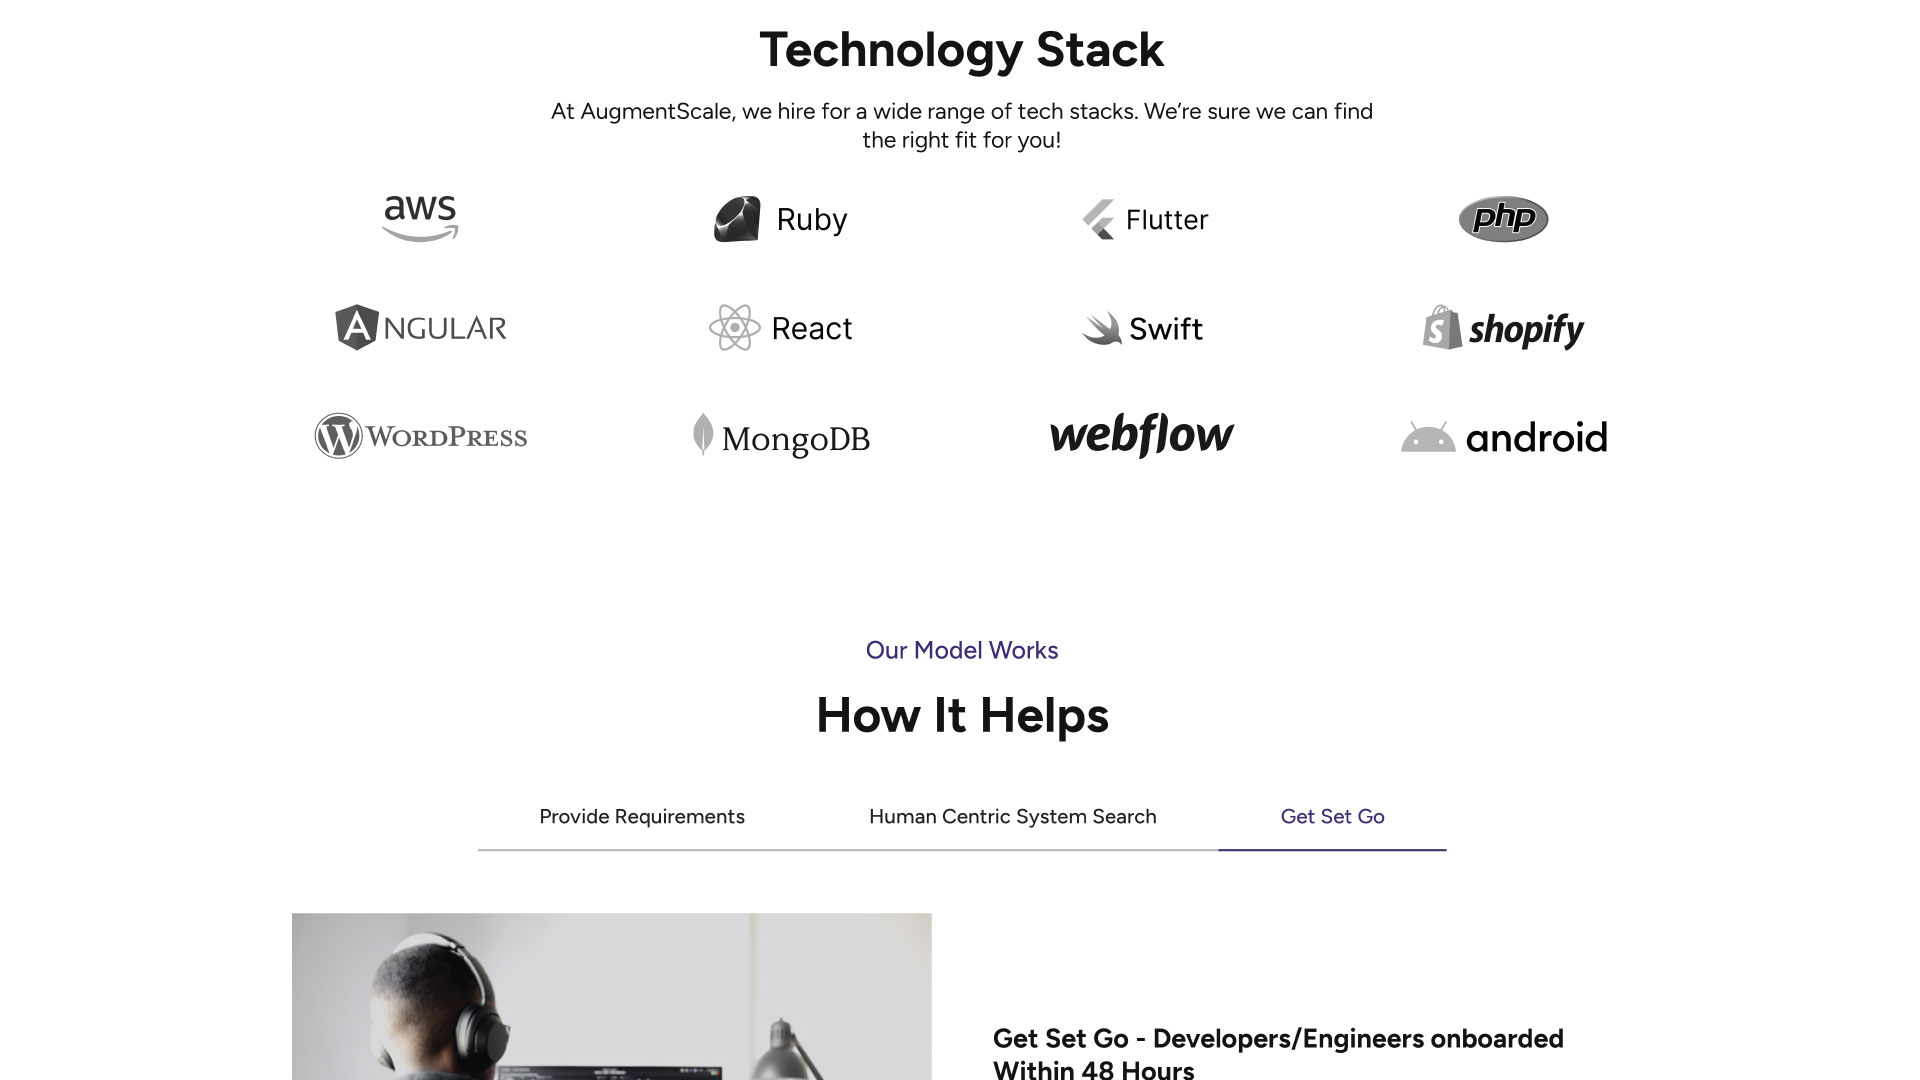 Technology Stack
At AugmentScale, we hire for a wide range of tech stacks. We’re sure we can find
the right fit for you!
aws
Ruby
Flutter
php
ANGULAR
React
Swift
shopify
WORDPRESS
MongoDB
webflow
android
Our Model Works
How It Helps
Provide Requirements
Human Centric System Search
Get Set Go
Get Set Go - Developers/Engineers onboarded
Within 48 Hours